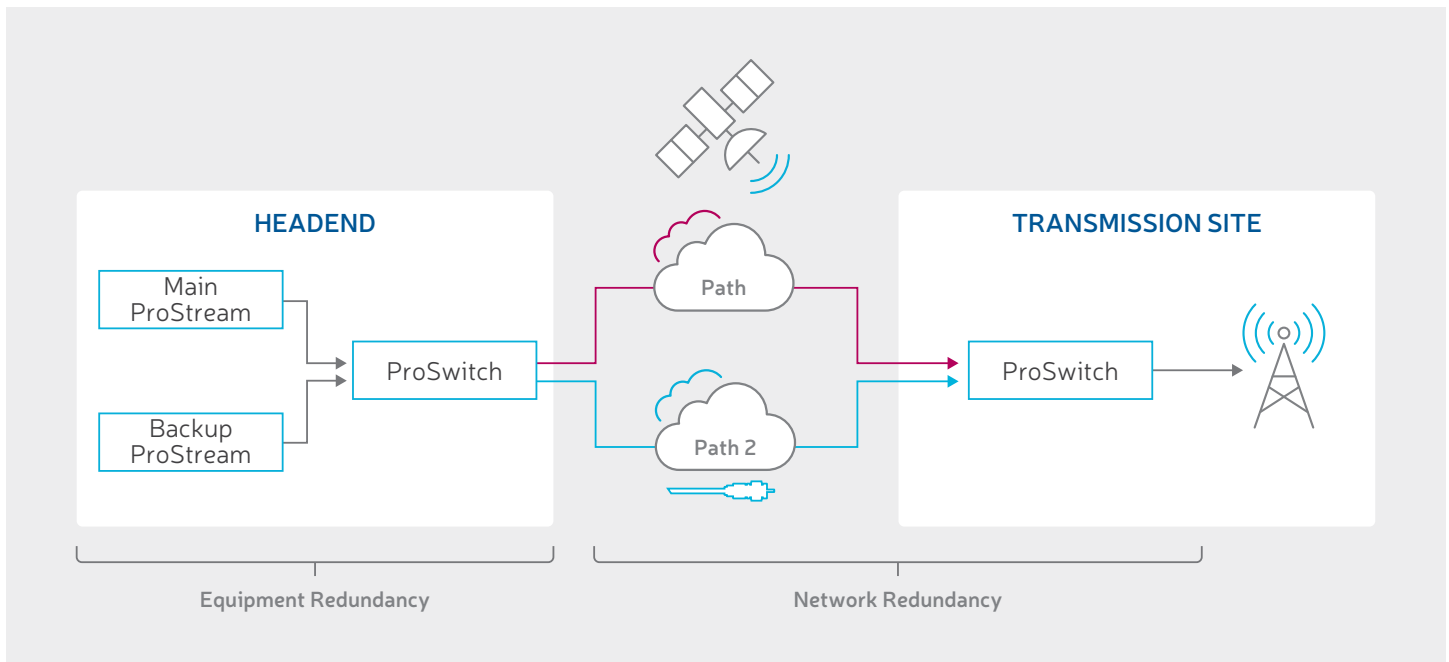 HEADEND
Main
ProStream
Backup
ProStream
ProSwitch
Path
Path 2
TRANSMISSION SITE
ProSwitch
Equipment Redundancy
Network Redundancy